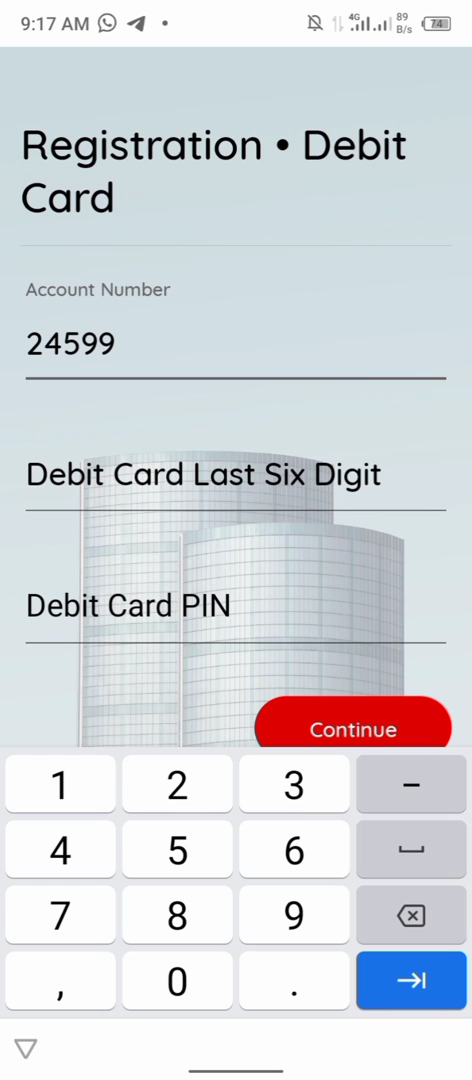 9:17 AM 4G 89 B/s 74
Registration • Debit
Card
Account Number
24599
Debit Card Last Six Digit
Debit Card PIN
Continue
1 2 3 -
4 5 6
7 8 9
, 0 .